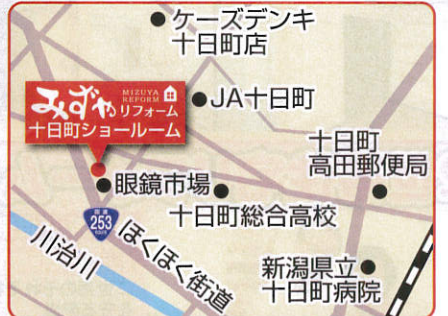 ケーズデンキ
十日町店
みずや MIZUYA
REFORM
リフォーム
十日町ショールーム
JA十日町
十日町
高田郵便局
眼鏡市場
十日町総合高校
国道
253
ROUTE
ほくほく街道
川治川
新潟県立
十日町病院